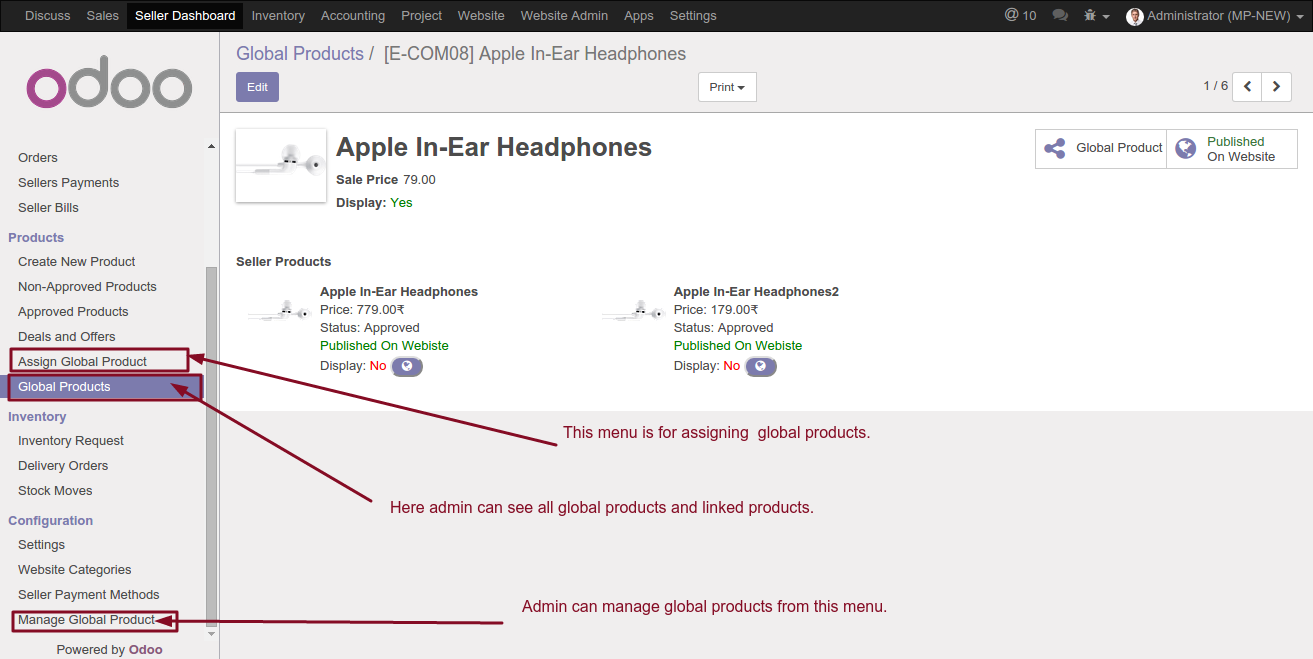 Discuss Sales Seller Dashboard Inventory Accounting Project Website Website Admin Apps Settings @ 10 Administrator (MP-NEW)
odoo
Orders
Sellers Payments
Seller Bills
Products
Create New Product
Non-Approved Products
Approved Products
Deals and Offers
Assign Global Product
Global Products
Inventory
Inventory Request
Delivery Orders
Stock Moves
Configuration
Settings
Website Categories
Seller Payment Methods
Manage Global Product
Powered by Odoo
Global Products / [E-COM08] Apple In-Ear Headphones
Edit Print 1 / 6
Apple In-Ear Headphones
Sale Price 79.00
Display: Yes
Global Product
Published
On Website
Seller Products
Apple In-Ear Headphones
Price: 779.00₹
Status: Approved
Published On Webiste
Display: No
Apple In-Ear Headphones2
Price: 179.00₹
Status: Approved
Published On Webiste
Display: No
This menu is for assigning global products.
Here admin can see all global products and linked products.
Admin can manage global products from this menu.